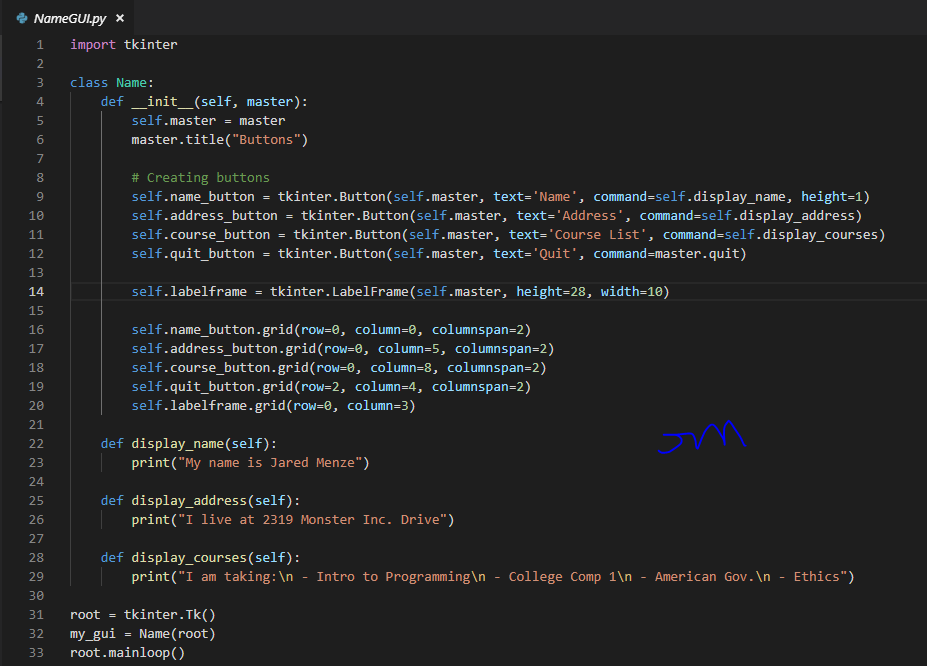 NameGUI.py ×
1 import tkinter
2
3 class Name:
4     def __init__(self, master):
5         self.master = master
6         master.title("Buttons")
7
8         # Creating buttons
9         self.name_button = tkinter.Button(self.master, text='Name', command=self.display_name, height=1)
10         self.address_button = tkinter.Button(self.master, text='Address', command=self.display_address)
11         self.course_button = tkinter.Button(self.master, text='Course List', command=self.display_courses)
12         self.quit_button = tkinter.Button(self.master, text='Quit', command=master.quit)
13
14         self.labelframe = tkinter.LabelFrame(self.master, height=28, width=10)
15
16         self.name_button.grid(row=0, column=0, columnspan=2)
17         self.address_button.grid(row=0, column=5, columnspan=2)
18         self.course_button.grid(row=0, column=8, columnspan=2)
19         self.quit_button.grid(row=2, column=4, columnspan=2)
20         self.labelframe.grid(row=0, column=3)
21
22     def display_name(self):
23         print("My name is Jared Menze")
24
25     def display_address(self):
26         print("I live at 2319 Monster Inc. Drive")
27
28     def display_courses(self):
29         print("I am taking:\n - Intro to Programming\n - College Comp 1\n - American Gov.\n - Ethics")
30
31 root = tkinter.Tk()
32 my_gui = Name(root)
33 root.mainloop()